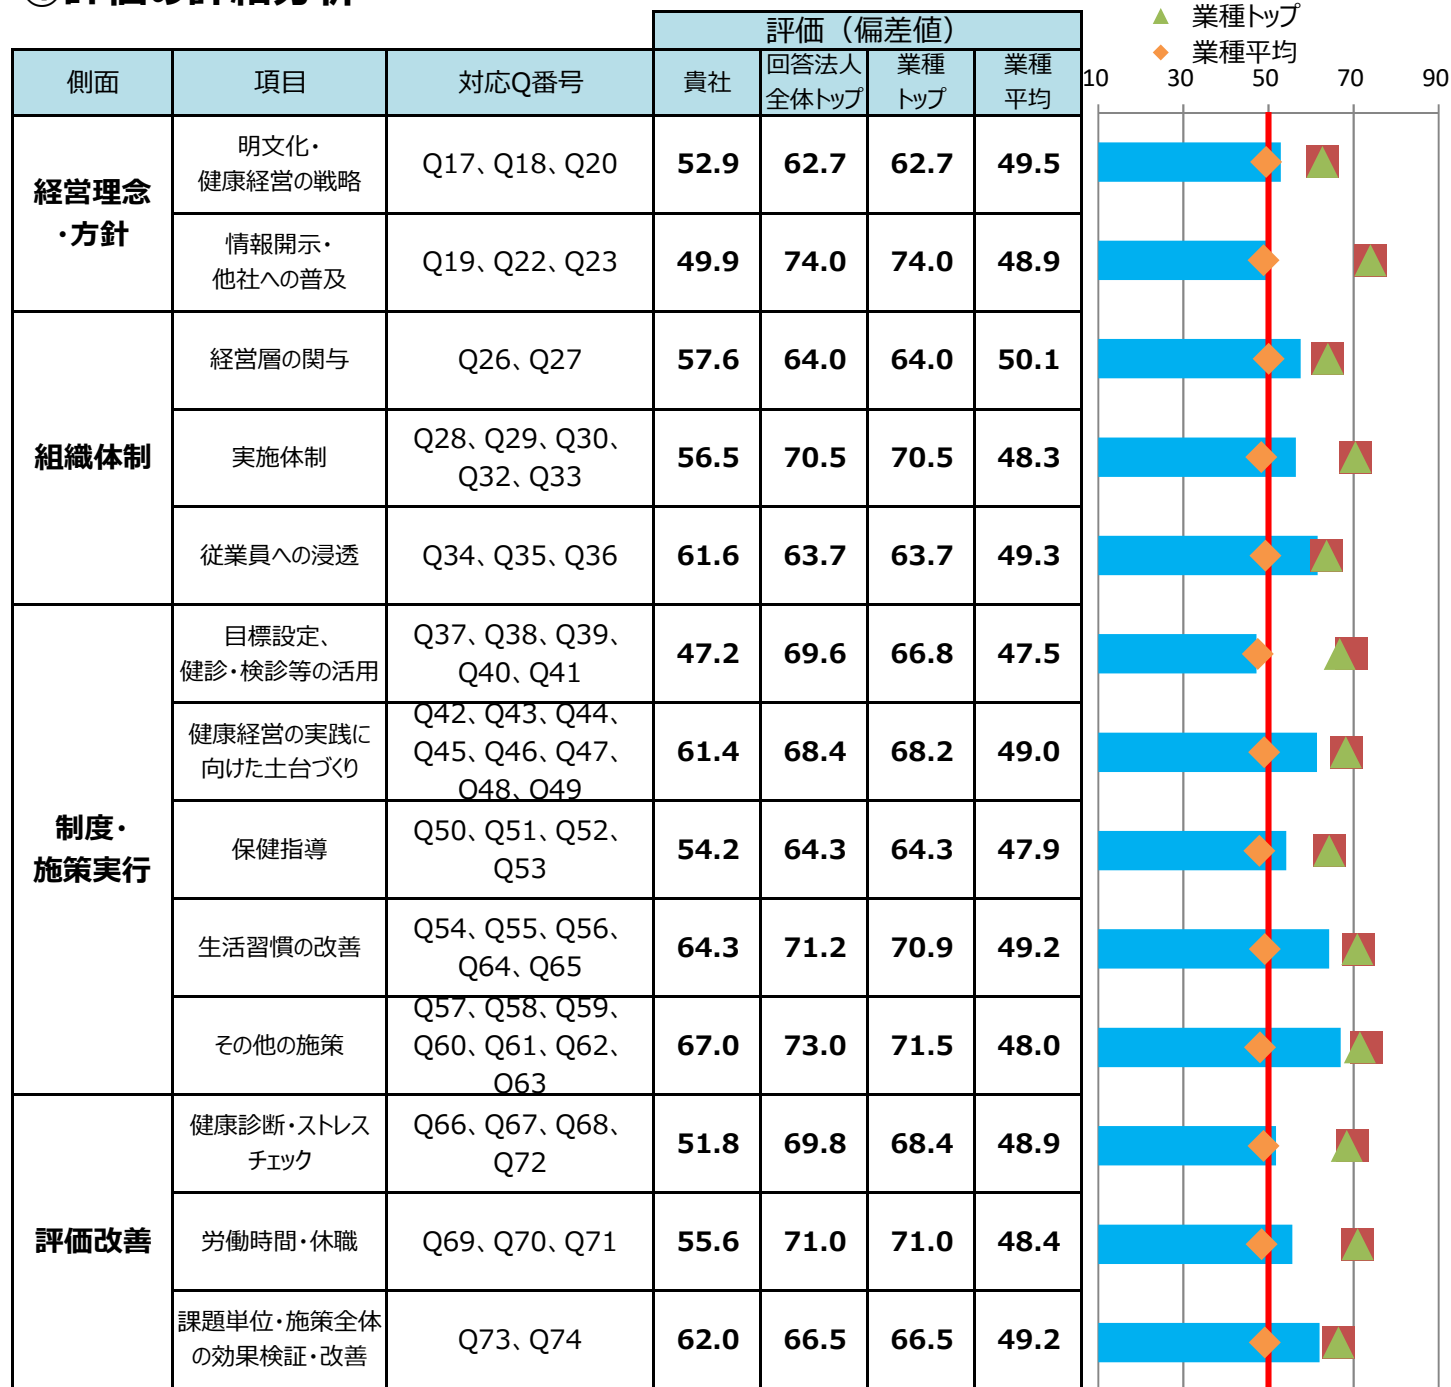 評価の詳細分析
業種トップ
業種平均
評価（偏差値）
側面 項目 対応Q番号 貴社 回答法人 業種 業種
全体トップ トップ 平均
10 30 50 70 90
経営理念
・方針
明文化・
健康経営の戦略
Q17、Q18、Q20 52.9 62.7 62.7 49.5
情報開示・
他社への普及
Q19、Q22、Q23 49.9 74.0 74.0 48.9
組織体制
経営層の関与 Q26、Q27 57.6 64.0 64.0 50.1
実施体制
Q28、Q29、Q30、
Q32、Q33
56.5 70.5 70.5 48.3
従業員への浸透 Q34、Q35、Q36 61.6 63.7 63.7 49.3
制度・
施策実行
目標設定、
健診・検診等の活用
Q37、Q38、Q39、
Q40、Q41
47.2 69.6 66.8 47.5
健康経営の実践に
向けた土台づくり
Q42、Q43、Q44、
Q45、Q46、Q47、
Q48、Q49
61.4 68.4 68.2 49.0
保健指導
Q50、Q51、Q52、
Q53
54.2 64.3 64.3 47.9
生活習慣の改善
Q54、Q55、Q56、
Q64、Q65
64.3 71.2 70.9 49.2
その他の施策
Q57、Q58、Q59、
Q60、Q61、Q62、
Q63
67.0 73.0 71.5 48.0
評価改善
健康診断・ストレス
チェック
Q66、Q67、Q68、
Q72
51.8 69.8 68.4 48.9
労働時間・休職 Q69、Q70、Q71 55.6 71.0 71.0 48.4
課題単位・施策全体
の効果検証・改善
Q73、Q74 62.0 66.5 66.5 49.2